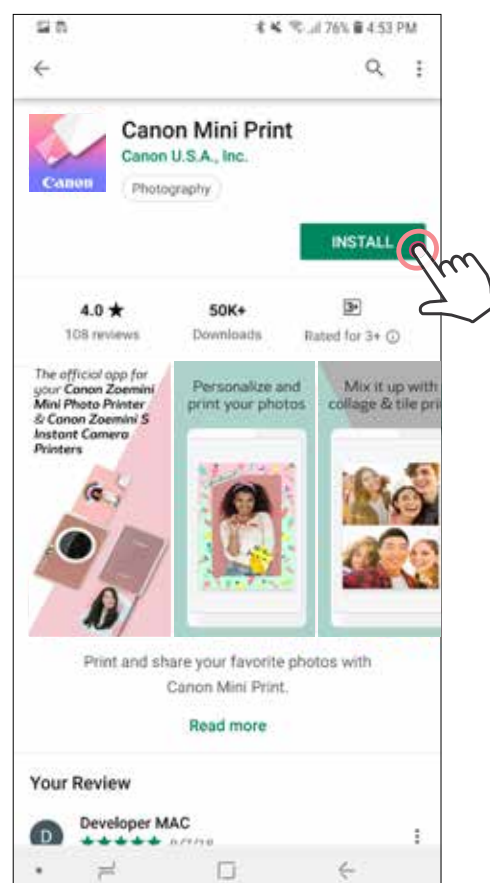 76% 4:53 PM
Canon Mini Print
Canon U.S.A., Inc.
Canon
Photography
INSTALL
4.0 ★
108 reviews
50K+
Downloads
3+
Rated for 3+
The official app for
your Canon Zoemini
Mini Photo Printer
& Canon Zoemini S
Instant Camera
Printers
Personalize and
print your photos
Mix it up with
collage & tile pri
Print and share your favorite photos with
Canon Mini Print.
Read more
Your Review
D
Developer MAC